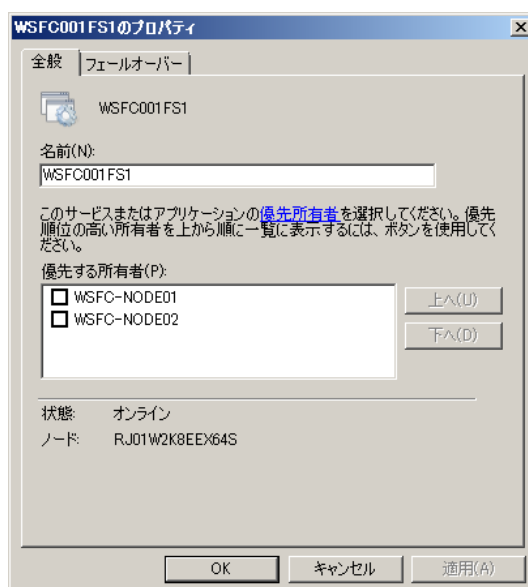 WSFC001FS1のプロパティ
全般
フェールオーバー
WSFC001FS1
名前(N):
WSFC001FS1
このサービスまたはアプリケーションの優先所有者を選択してください。優先
順位の高い所有者を上から順に一覧に表示するには、ボタンを使用してく
ださい。
優先する所有者(P):
WSFC-NODE01
上へ(U)
WSFC-NODE02
下へ(D)
状態: オンライン
ノード: RJ01W2K8EEX64S
OK
キャンセル
適用(A)